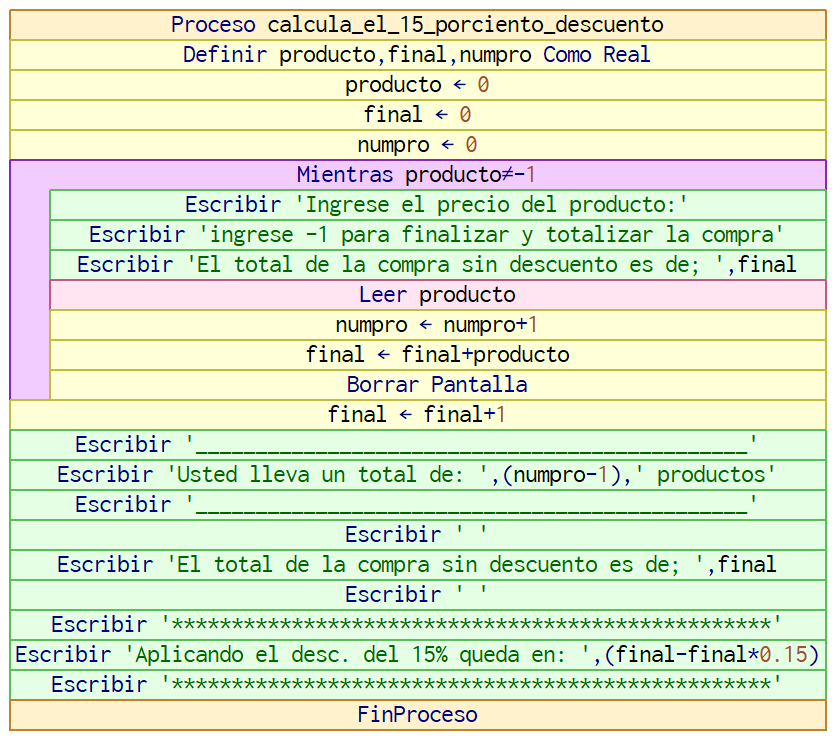 Proceso calcula_el_15_porciento_descuento
Definir producto,final,numpro Como Real
producto ← 0
final ← 0
numpro ← 0
Mientras producto≠-1
Escribir 'Ingrese el precio del producto:'
Escribir 'ingrese -1 para finalizar y totalizar la compra'
Escribir 'El total de la compra sin descuento es de; ',final
Leer producto
numpro ← numpro+1
final ← final+producto
Borrar Pantalla
final ← final+1
Escribir '______________________________________________'
Escribir 'Usted lleva un total de: ',(numpro-1),' productos'
Escribir '______________________________________________'
Escribir ' '
Escribir 'El total de la compra sin descuento es de; ',final
Escribir ' '
Escribir '**************************************************'
Escribir 'Aplicando el desc. del 15% queda en: ',(final-final*0.15)
Escribir '**************************************************'
FinProceso